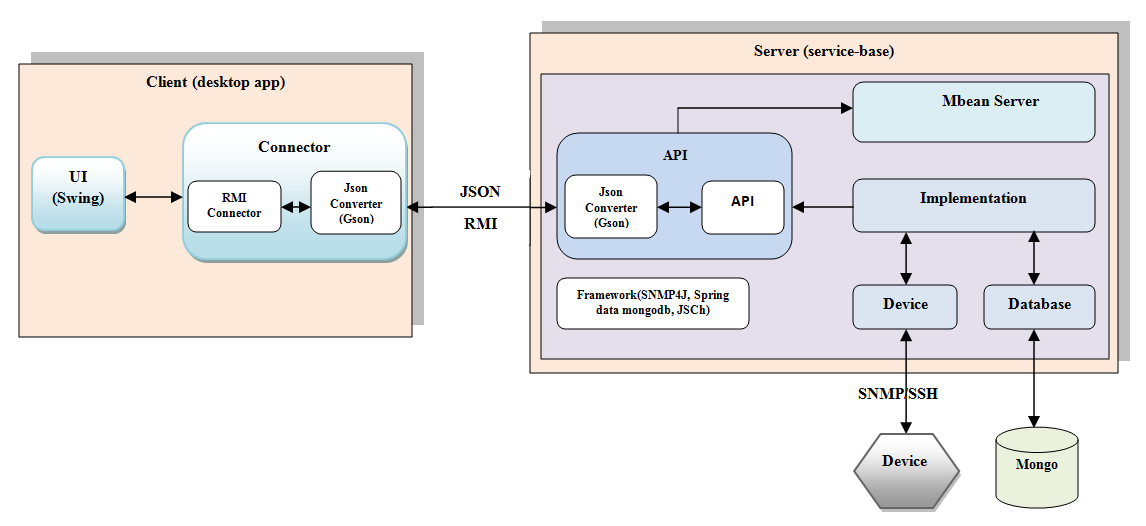 Client (desktop app)
UI
(Swing)
Connector
RMI
Connector
Json
Converter
(Gson)
JSON
RMI
Server (service-base)
Mbean Server
API
Json
Converter
(Gson)
API
Implementation
Framework(SNMP4J, Spring
data mongodb, JSCh)
Device
Database
SNMP/SSH
Device
Mongo